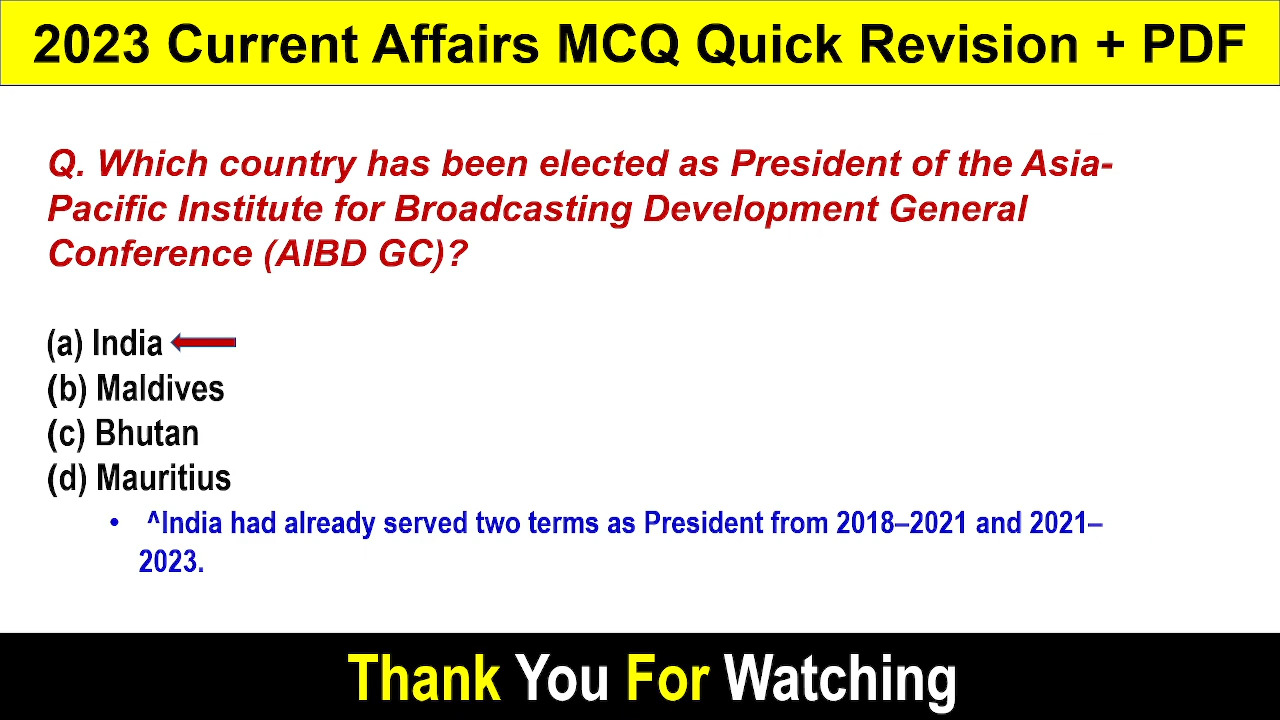 2023 Current Affairs MCQ Quick Revision + PDF
Q. Which country has been elected as President of the Asia-
Pacific Institute for Broadcasting Development General
Conference (AIBD GC)?
(a) India
(b) Maldives
(c) Bhutan
(d) Mauritius
• ^India had already served two terms as President from 2018–2021 and 2021–
2023.
Thank You For Watching